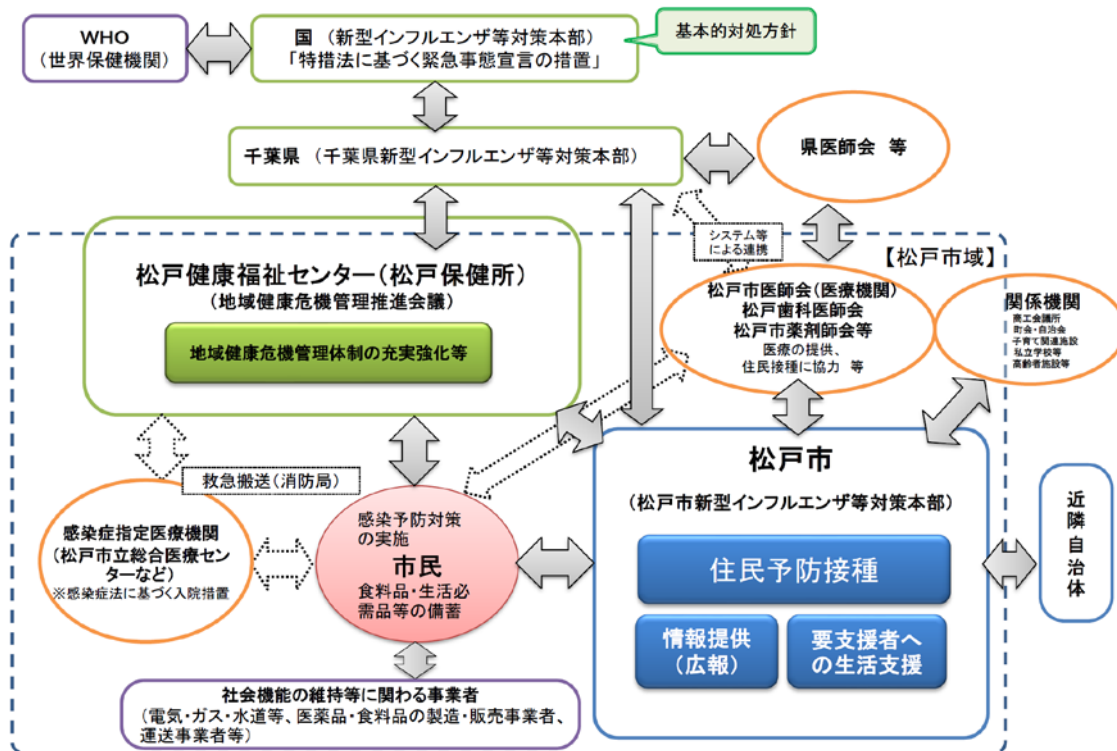 WHO
(世界保健機関)
国 (新型インフルエンザ等対策本部)
「特措法に基づく緊急事態宣言の措置」
基本的対処方針
千葉県 (千葉県新型インフルエンザ等対策本部)
県医師会 等
システム等
による連携
【松戸市域】
松戸健康福祉センター(松戸保健所)
(地域健康危機管理推進会議)
地域健康危機管理体制の充実強化等
松戸市医師会(医療機関)
松戸歯科医師会
松戸市薬剤師会等
医療の提供、
住民接種に協力 等
関係機関
商工会議所
町会・自治会
子育て関連施設
私立学校等
高齢者施設等
救急搬送(消防局)
感染症指定医療機関
(松戸市立総合医療セン
ターなど)
※感染症法に基づく入院措置
感染予防対策
の実施
市民
食料品・生活必
需品等の備蓄
松戸市
(松戸市新型インフルエンザ等対策本部)
住民予防接種
情報提供
(広報)
要支援者へ
の生活支援
近隣自治体
社会機能の維持等に関わる事業者
(電気・ガス・水道等、医薬品・食料品の製造・販売事業者、
運送事業者等)